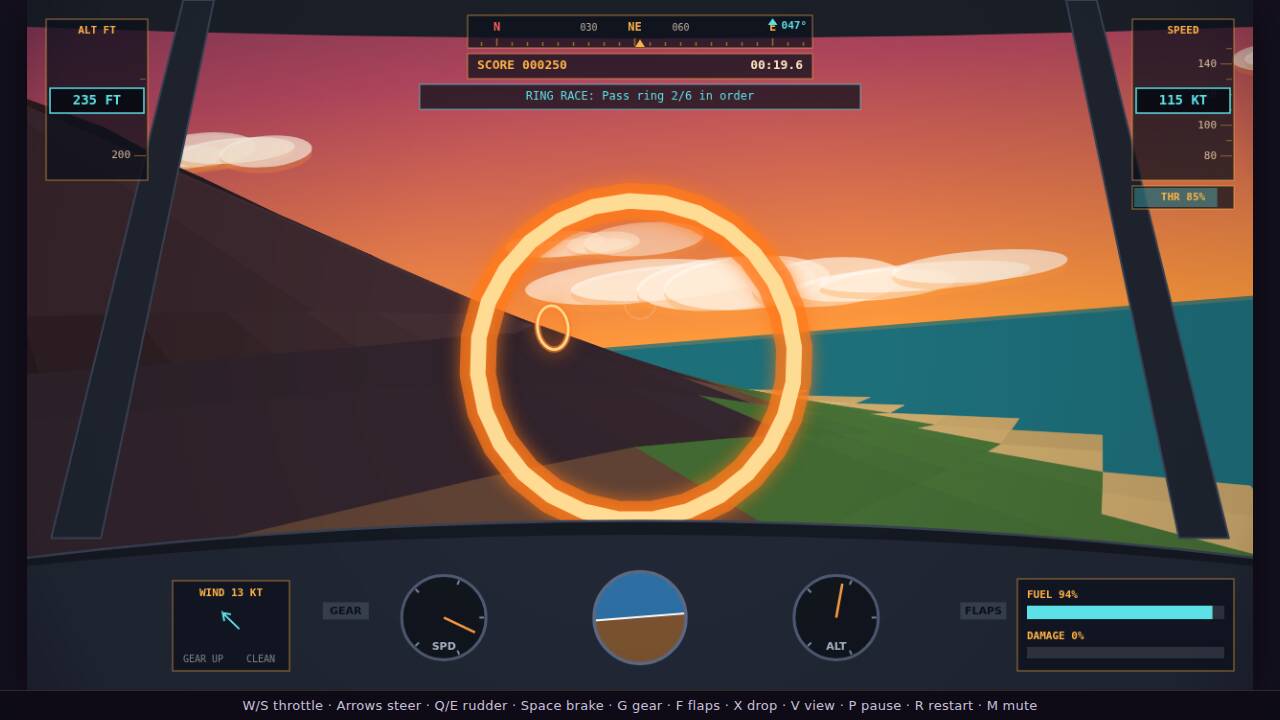 ALT FT
235 FT
200
N 030 NE 060 E 047°
SCORE 000250 00:19.6
RING RACE: Pass ring 2/6 in order
SPEED
140
115 KT
100
80
THR 85%
WIND 13 KT
GEAR UP CLEAN
GEAR
SPD
ALT
FLAPS
FUEL 94%
DAMAGE 0%
W/S throttle · Arrows steer · Q/E rudder · Space brake · G gear · F flaps · X drop · V view · P pause · R restart · M mute